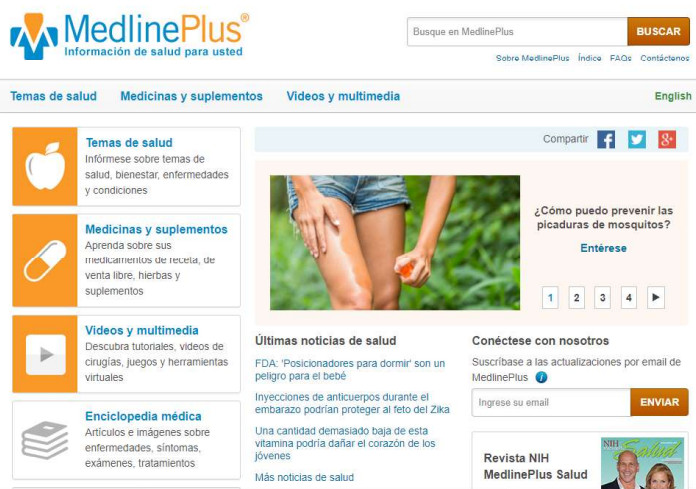 MedlinePlus®
Información de salud para usted
Busque en MedlinePlus
BUSCAR
Sobre MedlinePlus Índice FAQs Contáctenos
Temas de salud Medicinas y suplementos Videos y multimedia English
Temas de salud
Infórmese sobre temas de
salud, bienestar, enfermedades
y condiciones
Medicinas y suplementos
Aprenda sobre sus
medicamentos de receta, de
venta libre, hierbas y
suplementos
Videos y multimedia
Descubra tutoriales, videos de
cirugías, juegos y herramientas
virtuales
Enciclopedia médica
Artículos e imágenes sobre
enfermedades, síntomas,
exámenes, tratamientos
Compartir f g+
¿Cómo puedo prevenir las
picaduras de mosquitos?
Entérese
1 2 3 4
Últimas noticias de salud
FDA: 'Posicionadores para dormir' son un
peligro para el bebé
Inyecciones de anticuerpos durante el
embarazo podrían proteger al feto del Zika
Una cantidad demasiado baja de esta
vitamina podría dañar el corazón de los
jóvenes
Más noticias de salud
Conéctese con nosotros
Suscríbase a las actualizaciones por email de
MedlinePlus i
Ingrese su email
ENVIAR
Revista NIH
MedlinePlus Salud
NIH
Salud